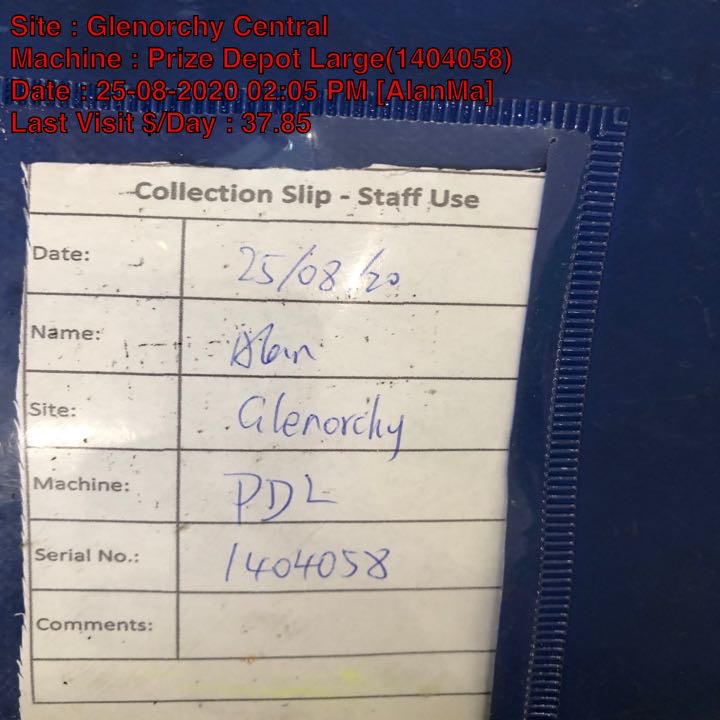 Site : Glenorchy Central
Machine : Prize Depot Large(1404058)
Date : 25-08-2020 02:05 PM [AlanMa]
Last Visit $/Day : 37.85
Collection Slip - Staff Use
Date: 25/08/20
Name: Alan
Site: Glenorchy
Machine: PDL
Serial No.: 1404058
Comments: